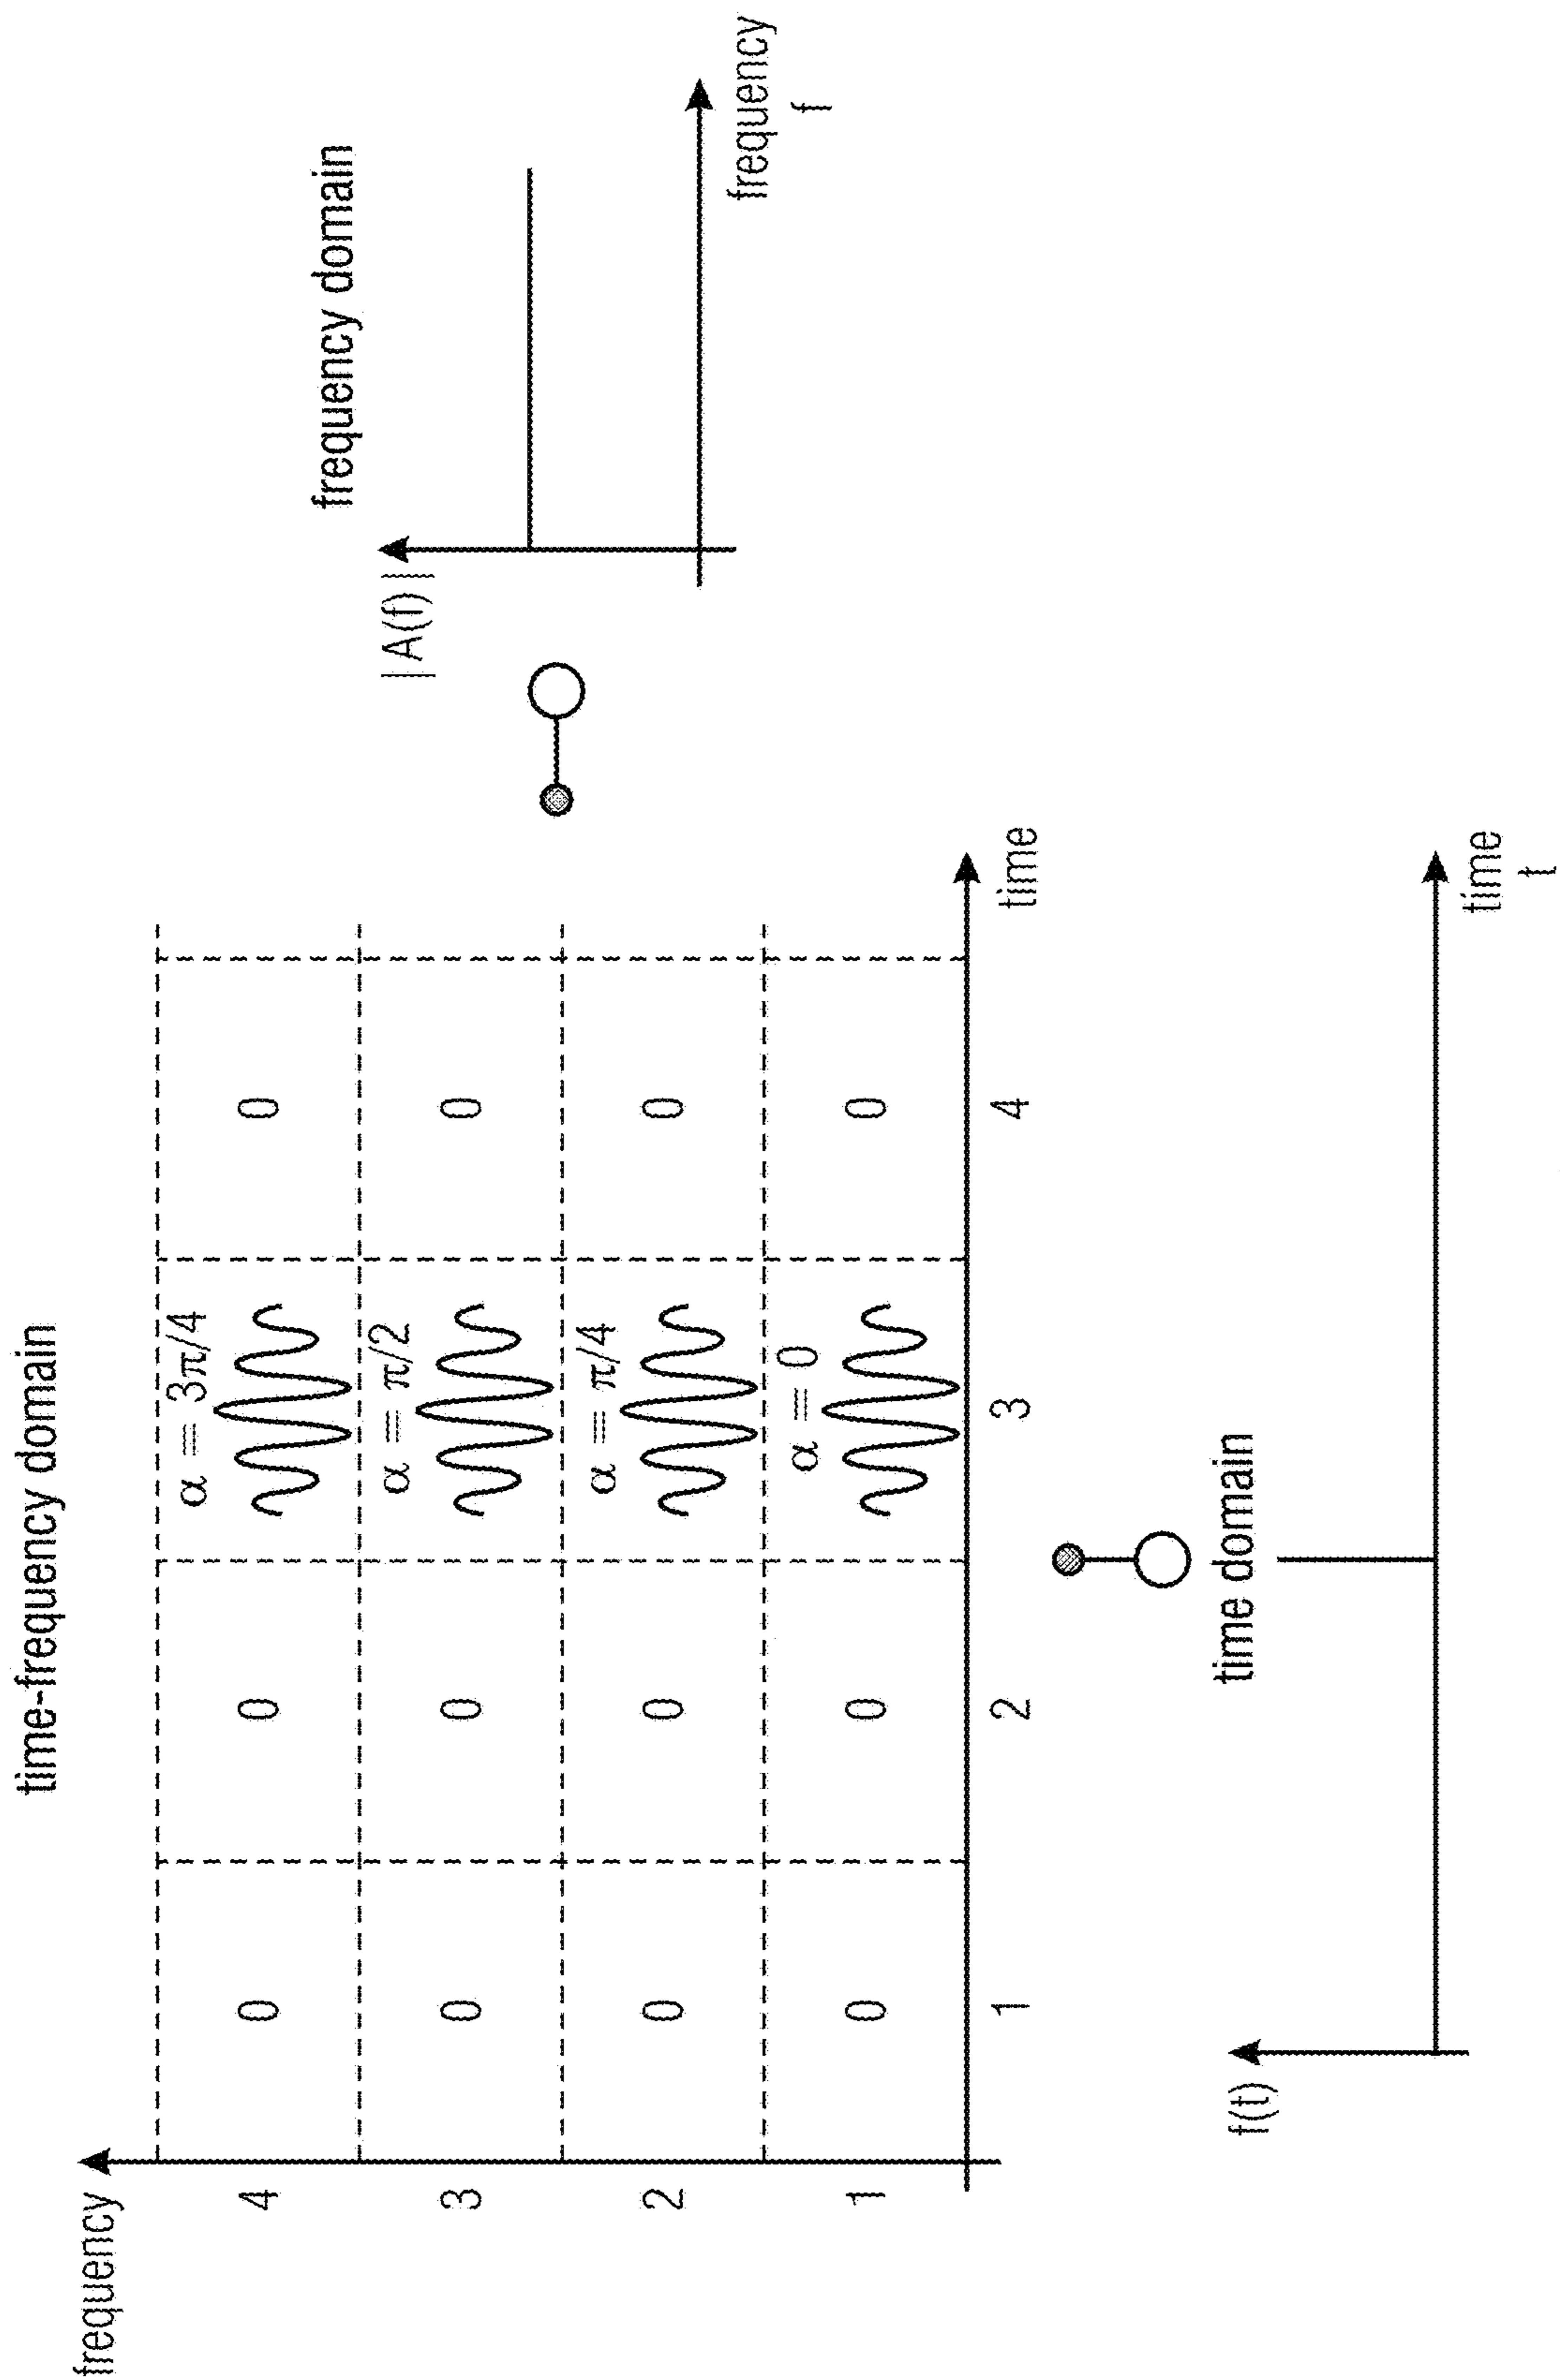 time-frequency domain
frequency
4
0
0
α = 3π/4
0
3
0
0
α = π/2
0
2
0
0
α = π/4
0
1
0
0
α = 0
0
1
2
3
4
time
frequency domain
| A(f) |
frequency
f
time domain
f(t)
time
t